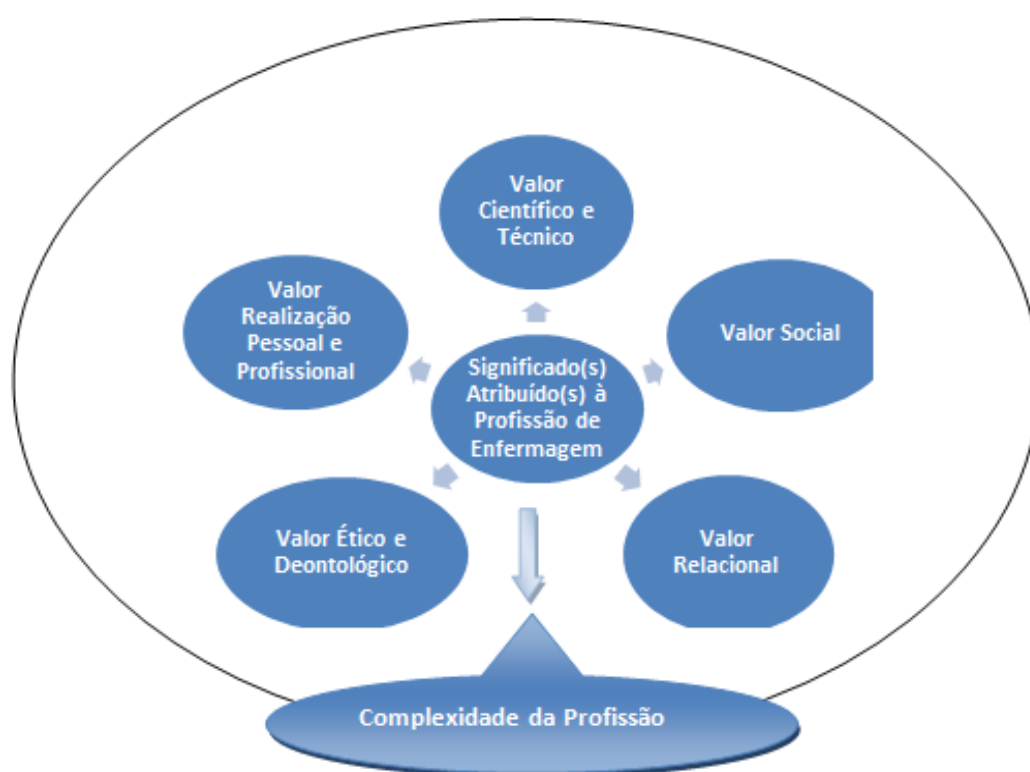 Valor
Científico e
Técnico
Valor
Realização
Pessoal e
Profissional
Valor Social
Significado(s)
Atribuído(s) à
Profissão de
Enfermagem
Valor Ético e
Deontológico
Valor
Relacional
Complexidade da Profissão